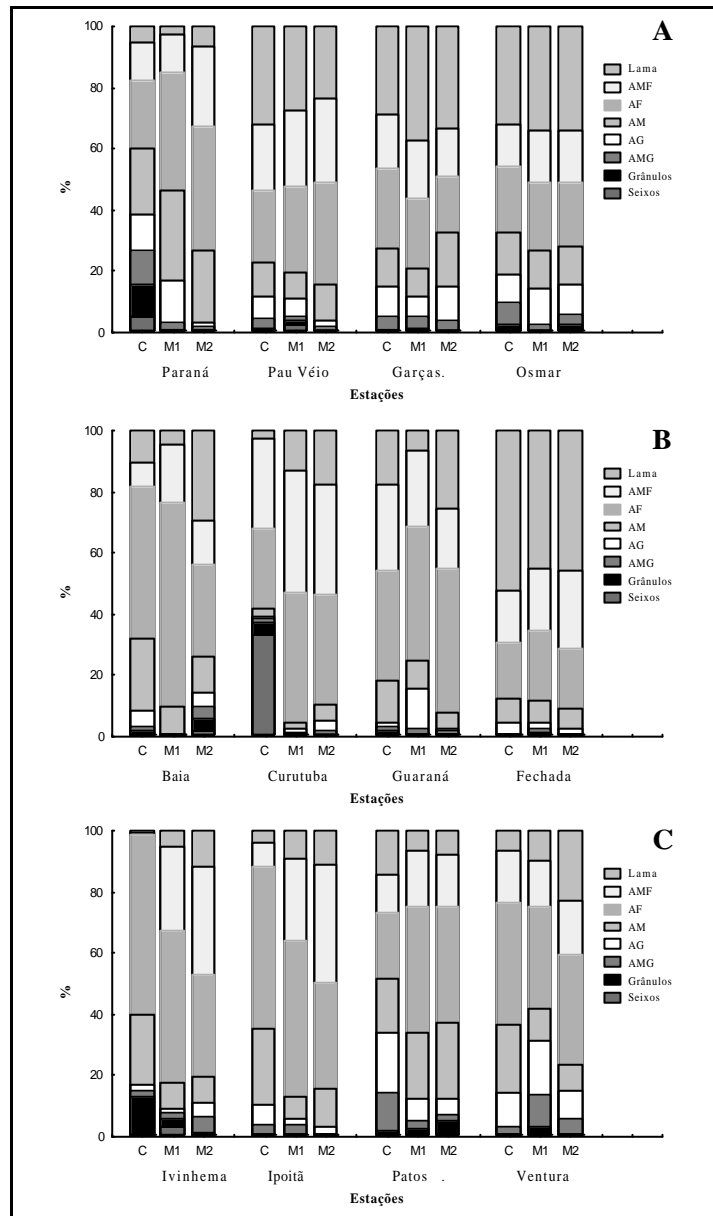 A
100
80
60
40
20
0
%
Lama
AMF
AF
AM
AG
AMG
Grânulos
Seixos
C M1 M2 C M1 M2 C M1 M2 C M1 M2
Paraná Pau Véio Garças. Osmar
Estações
B
100
80
60
40
20
0
%
Lama
AMF
AF
AM
AG
AMG
Grânulos
Seixos
C M1 M2 C M1 M2 C M1 M2 C M1 M2
Baia Curutuba Guaraná Fechada
Estações
C
100
80
60
40
20
0
%
Lama
AMF
AF
AM
AG
AMG
Grânulos
Seixos
C M1 M2 C M1 M2 C M1 M2 C M1 M2
Ivinhema Ipoitã Patos . Ventura
Estações